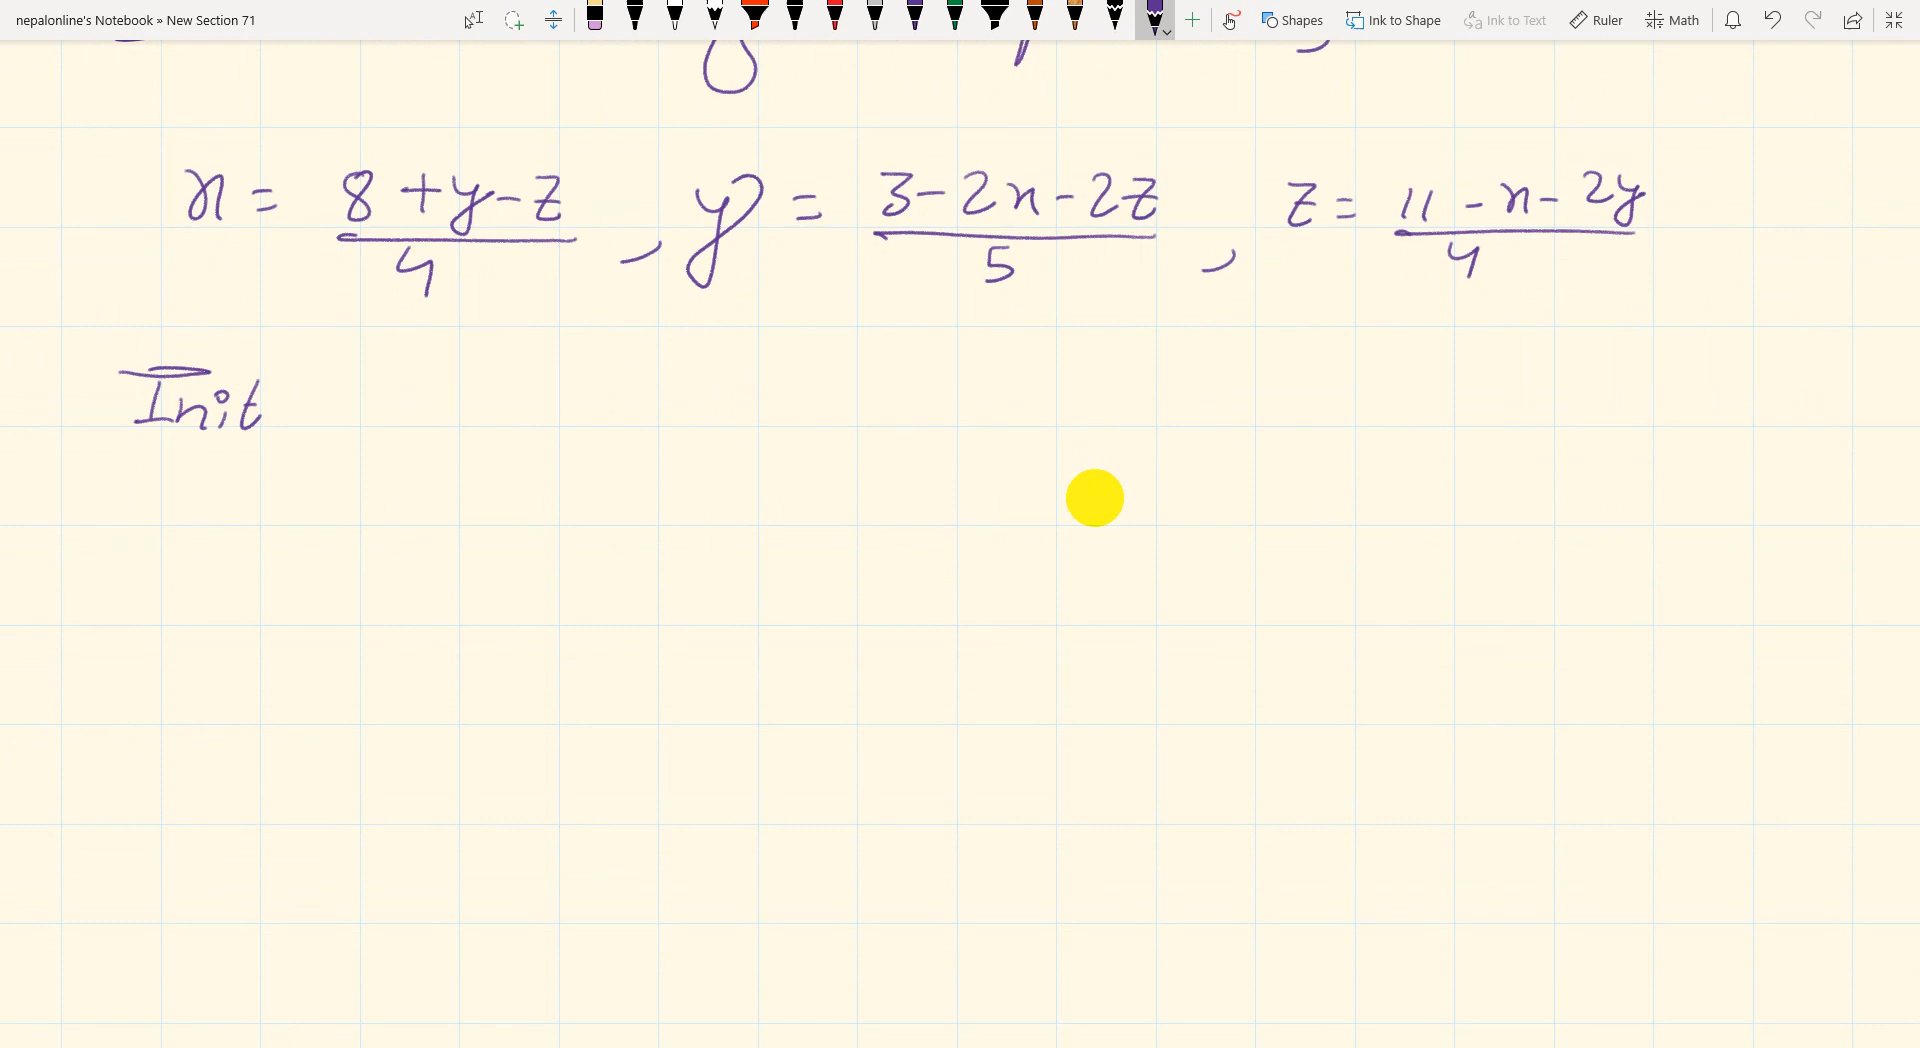 nepalonline's Notebook » New Section 71
Shapes
Ink to Shape
Ink to Text
Ruler
Math
x = (8 + y - z)/4 , y = (3 - 2x - 2z)/5 , z = (11 - x - 2y)/4
Init